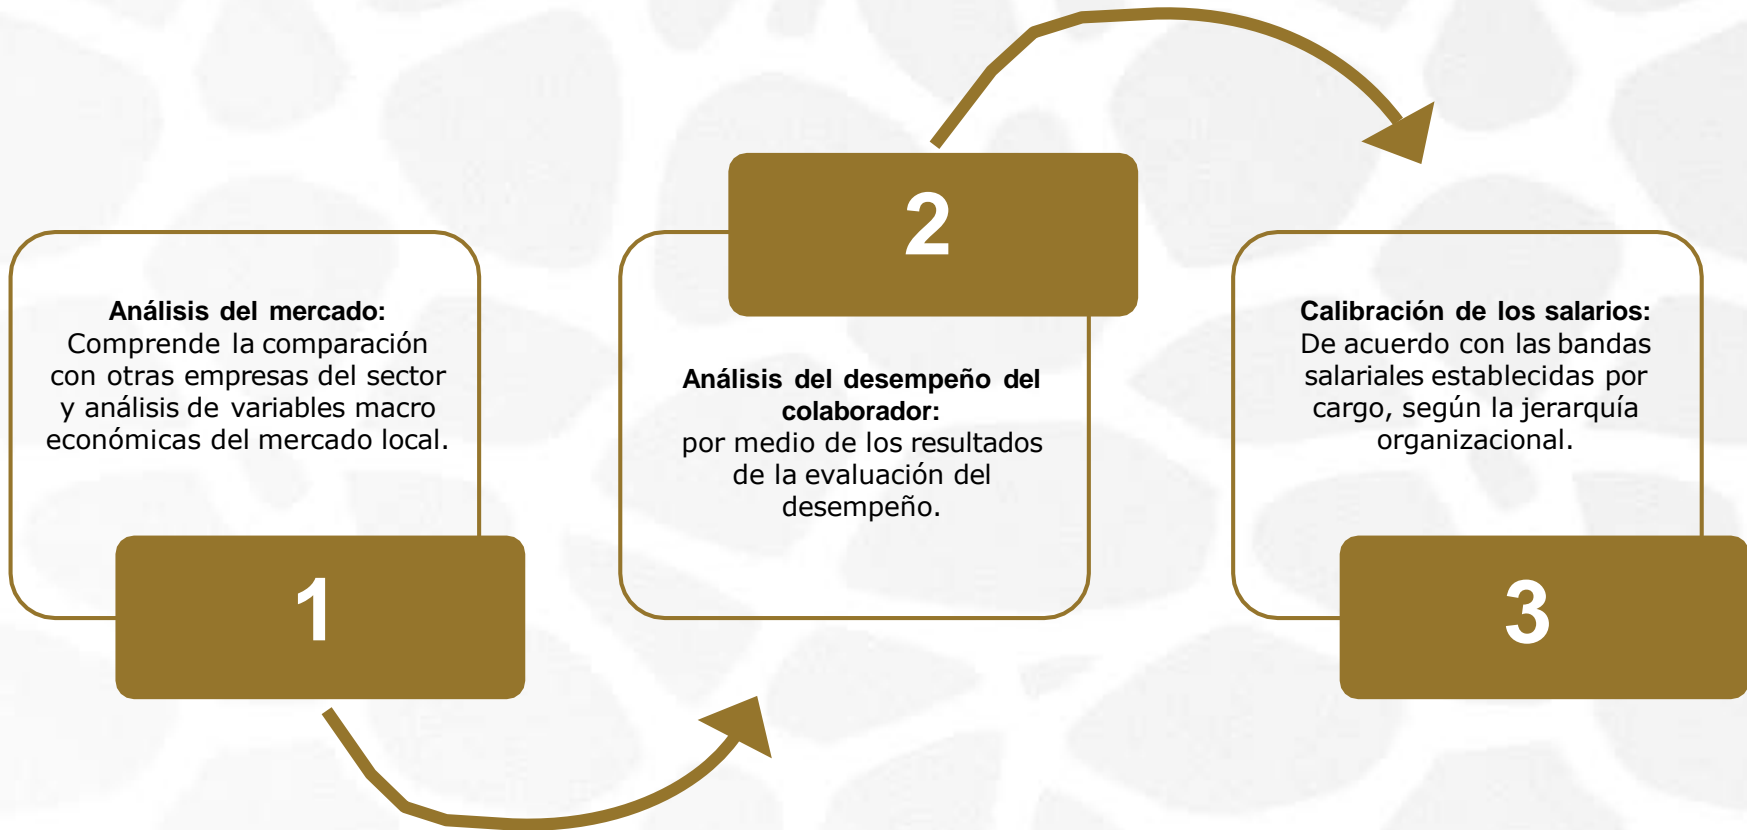 Análisis del mercado:
Comprende la comparación
con otras empresas del sector
y análisis de variables macro
económicas del mercado local.
1
2
Análisis del desempeño del
colaborador:
por medio de los resultados
de la evaluación del
desempeño.
Calibración de los salarios:
De acuerdo con las bandas
salariales establecidas por
cargo, según la jerarquía
organizacional.
3